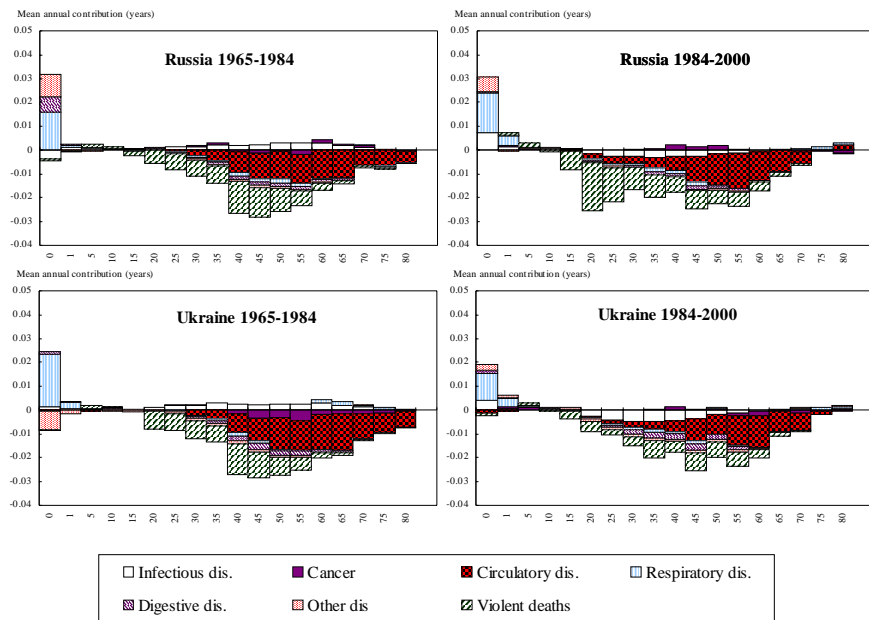 Mean annual contribution (years)
Mean annual contribution (years)
0.05
0.04
0.03
0.02
0.01
0
-0.01
-0.02
-0.03
-0.04
Russia 1965-1984
0 1 5 10 15 20 25 30 35 40 45 50 55 60 65 70 75 80
0.05
0.04
0.03
0.02
0.01
0
-0.01
-0.02
-0.03
-0.04
Russia 1984-2000
0 1 5 10 15 20 25 30 35 40 45 50 55 60 65 70 75 80
Mean annual contribution (years)
Mean annual contribution (years)
0.05
0.04
0.03
0.02
0.01
0
-0.01
-0.02
-0.03
-0.04
Ukraine 1965-1984
0 1 5 10 15 20 25 30 35 40 45 50 55 60 65 70 75 80
0.05
0.04
0.03
0.02
0.01
0
-0.01
-0.02
-0.03
-0.04
Ukraine 1984-2000
0 1 5 10 15 20 25 30 35 40 45 50 55 60 65 70 75 80
Infectious dis. Cancer Circulatory dis. Respiratory dis.
Digestive dis. Other dis Violent deaths